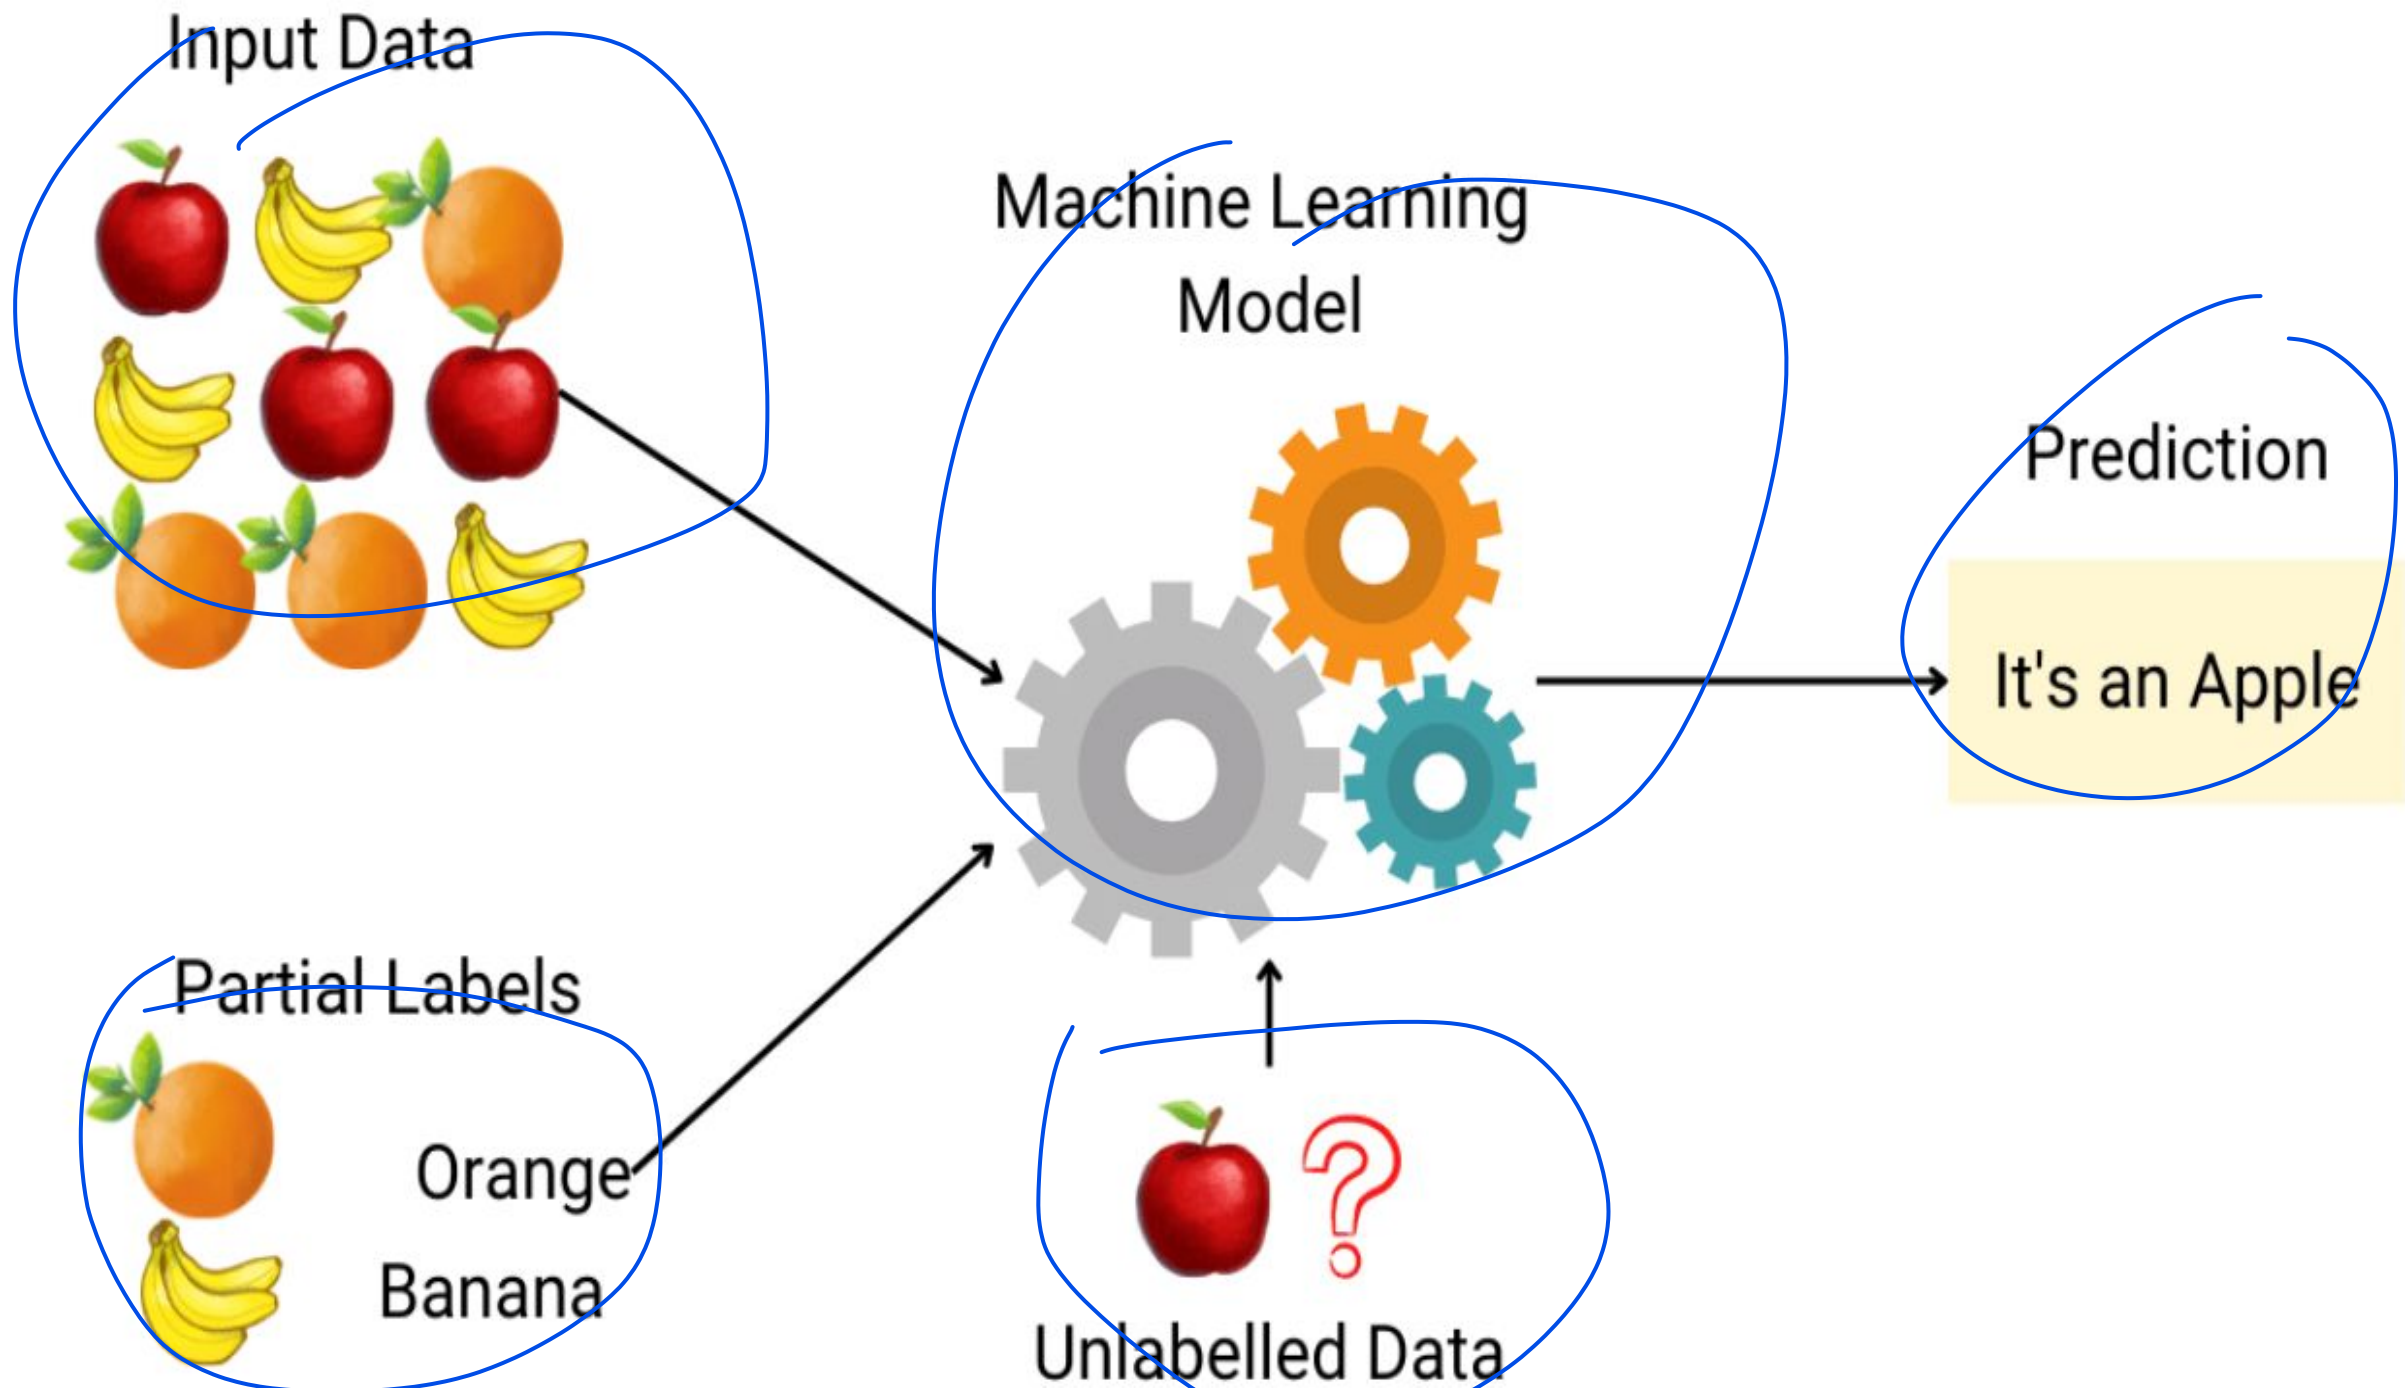 Input Data
Machine Learning
Model
Prediction
It's an Apple
Partial Labels
Orange
Banana
Unlabelled Data